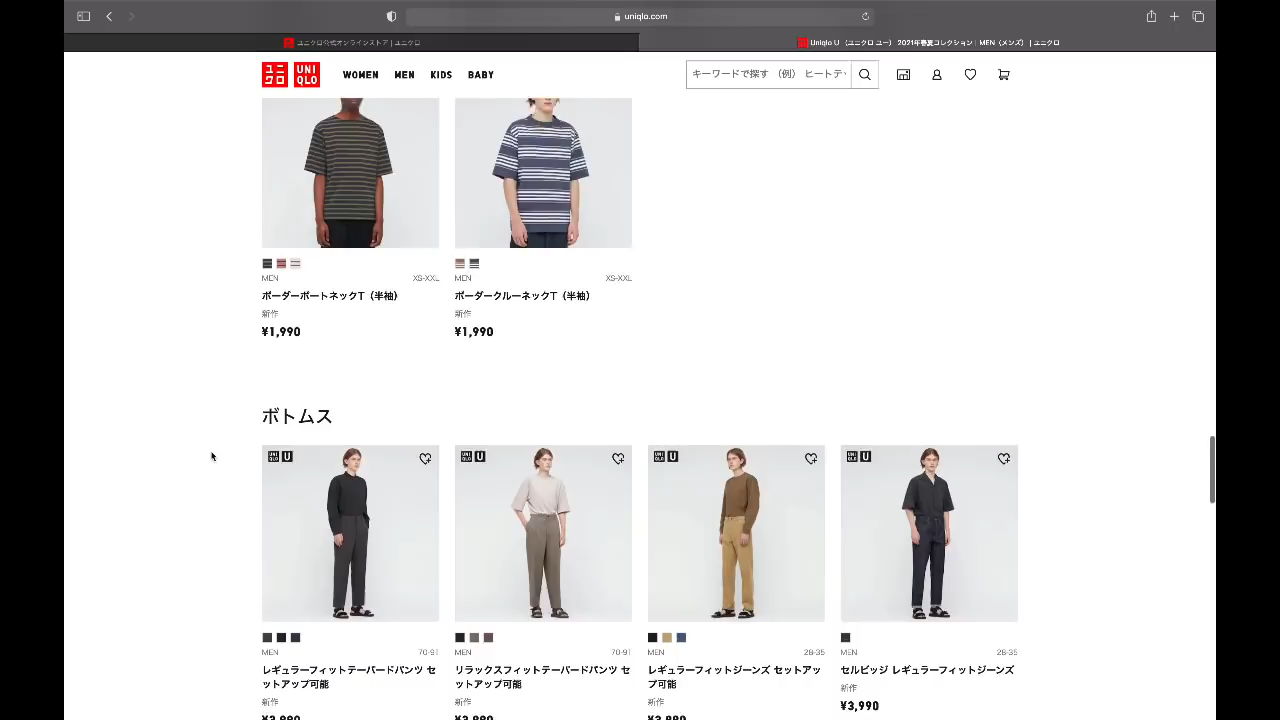 uniqlo.com
ユニクロ公式オンラインストア | ユニクロ
Uniqlo U（ユニクロ ユー） 2021年春夏コレクション | MEN（メンズ） | ユニクロ
ユニクロ UNIQLO
WOMEN MEN KIDS BABY
キーワードで探す （例） ヒートテ
MEN XS-XXL
MEN XS-XXL
ボーダーボートネックT（半袖）
ボーダークルーネックT（半袖）
新作
新作
¥1,990
¥1,990
ボトムス
UNIQLO U
UNIQLO U
UNIQLO U
UNIQLO U
MEN 70-91
MEN 70-91
MEN 28-35
MEN 28-35
レギュラーフィットテーパードパンツ セ
ットアップ可能
リラックスフィットテーパードパンツ セ
ットアップ可能
レギュラーフィットジーンズ セットアッ
プ可能
セルビッジ レギュラーフィットジーンズ
新作
新作
新作
新作
¥3,990
¥3,990
¥3,990
¥3,990